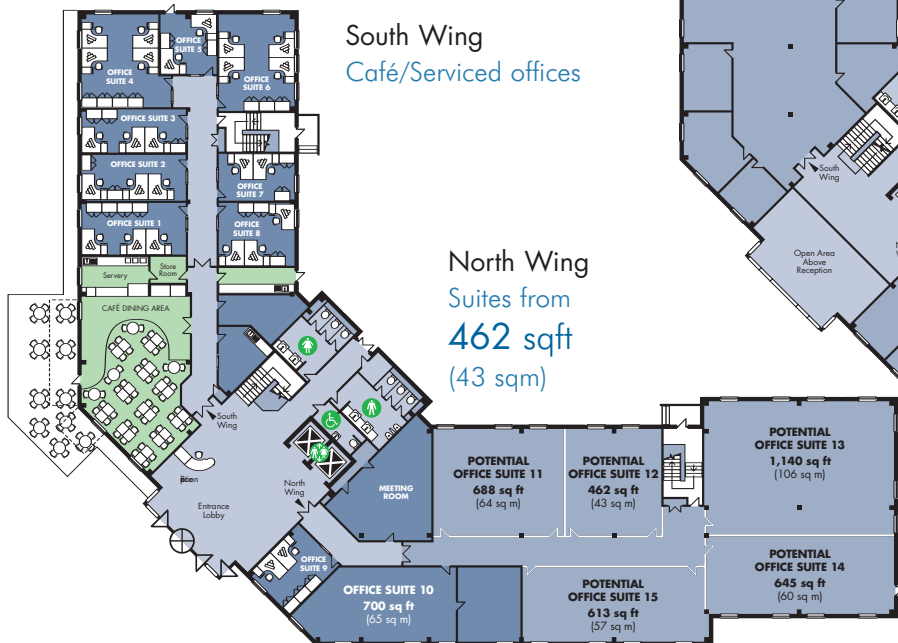 South Wing
Café/Serviced offices
OFFICE
SUITE 4
OFFICE
SUITE 5
OFFICE
SUITE 6
OFFICE SUITE 3
OFFICE SUITE 2
OFFICE
SUITE 7
OFFICE SUITE 1
OFFICE
SUITE 8
Servery
Store
Room
CAFÉ DINING AREA
South
Wing
Open Area
Above
Reception
North Wing
Suites from
462 sqft
(43 sqm)
South
Wing
North
Wing
Entrance
Lobby
MEETING
ROOM
POTENTIAL
OFFICE SUITE 11
688 sq ft
(64 sq m)
POTENTIAL
OFFICE SUITE 12
462 sq ft
(43 sq m)
POTENTIAL
OFFICE SUITE 13
1,140 sq ft
(106 sq m)
OFFICE
SUITE 9
OFFICE SUITE 10
700 sq ft
(65 sq m)
POTENTIAL
OFFICE SUITE 15
613 sq ft
(57 sq m)
POTENTIAL
OFFICE SUITE 14
645 sq ft
(60 sq m)